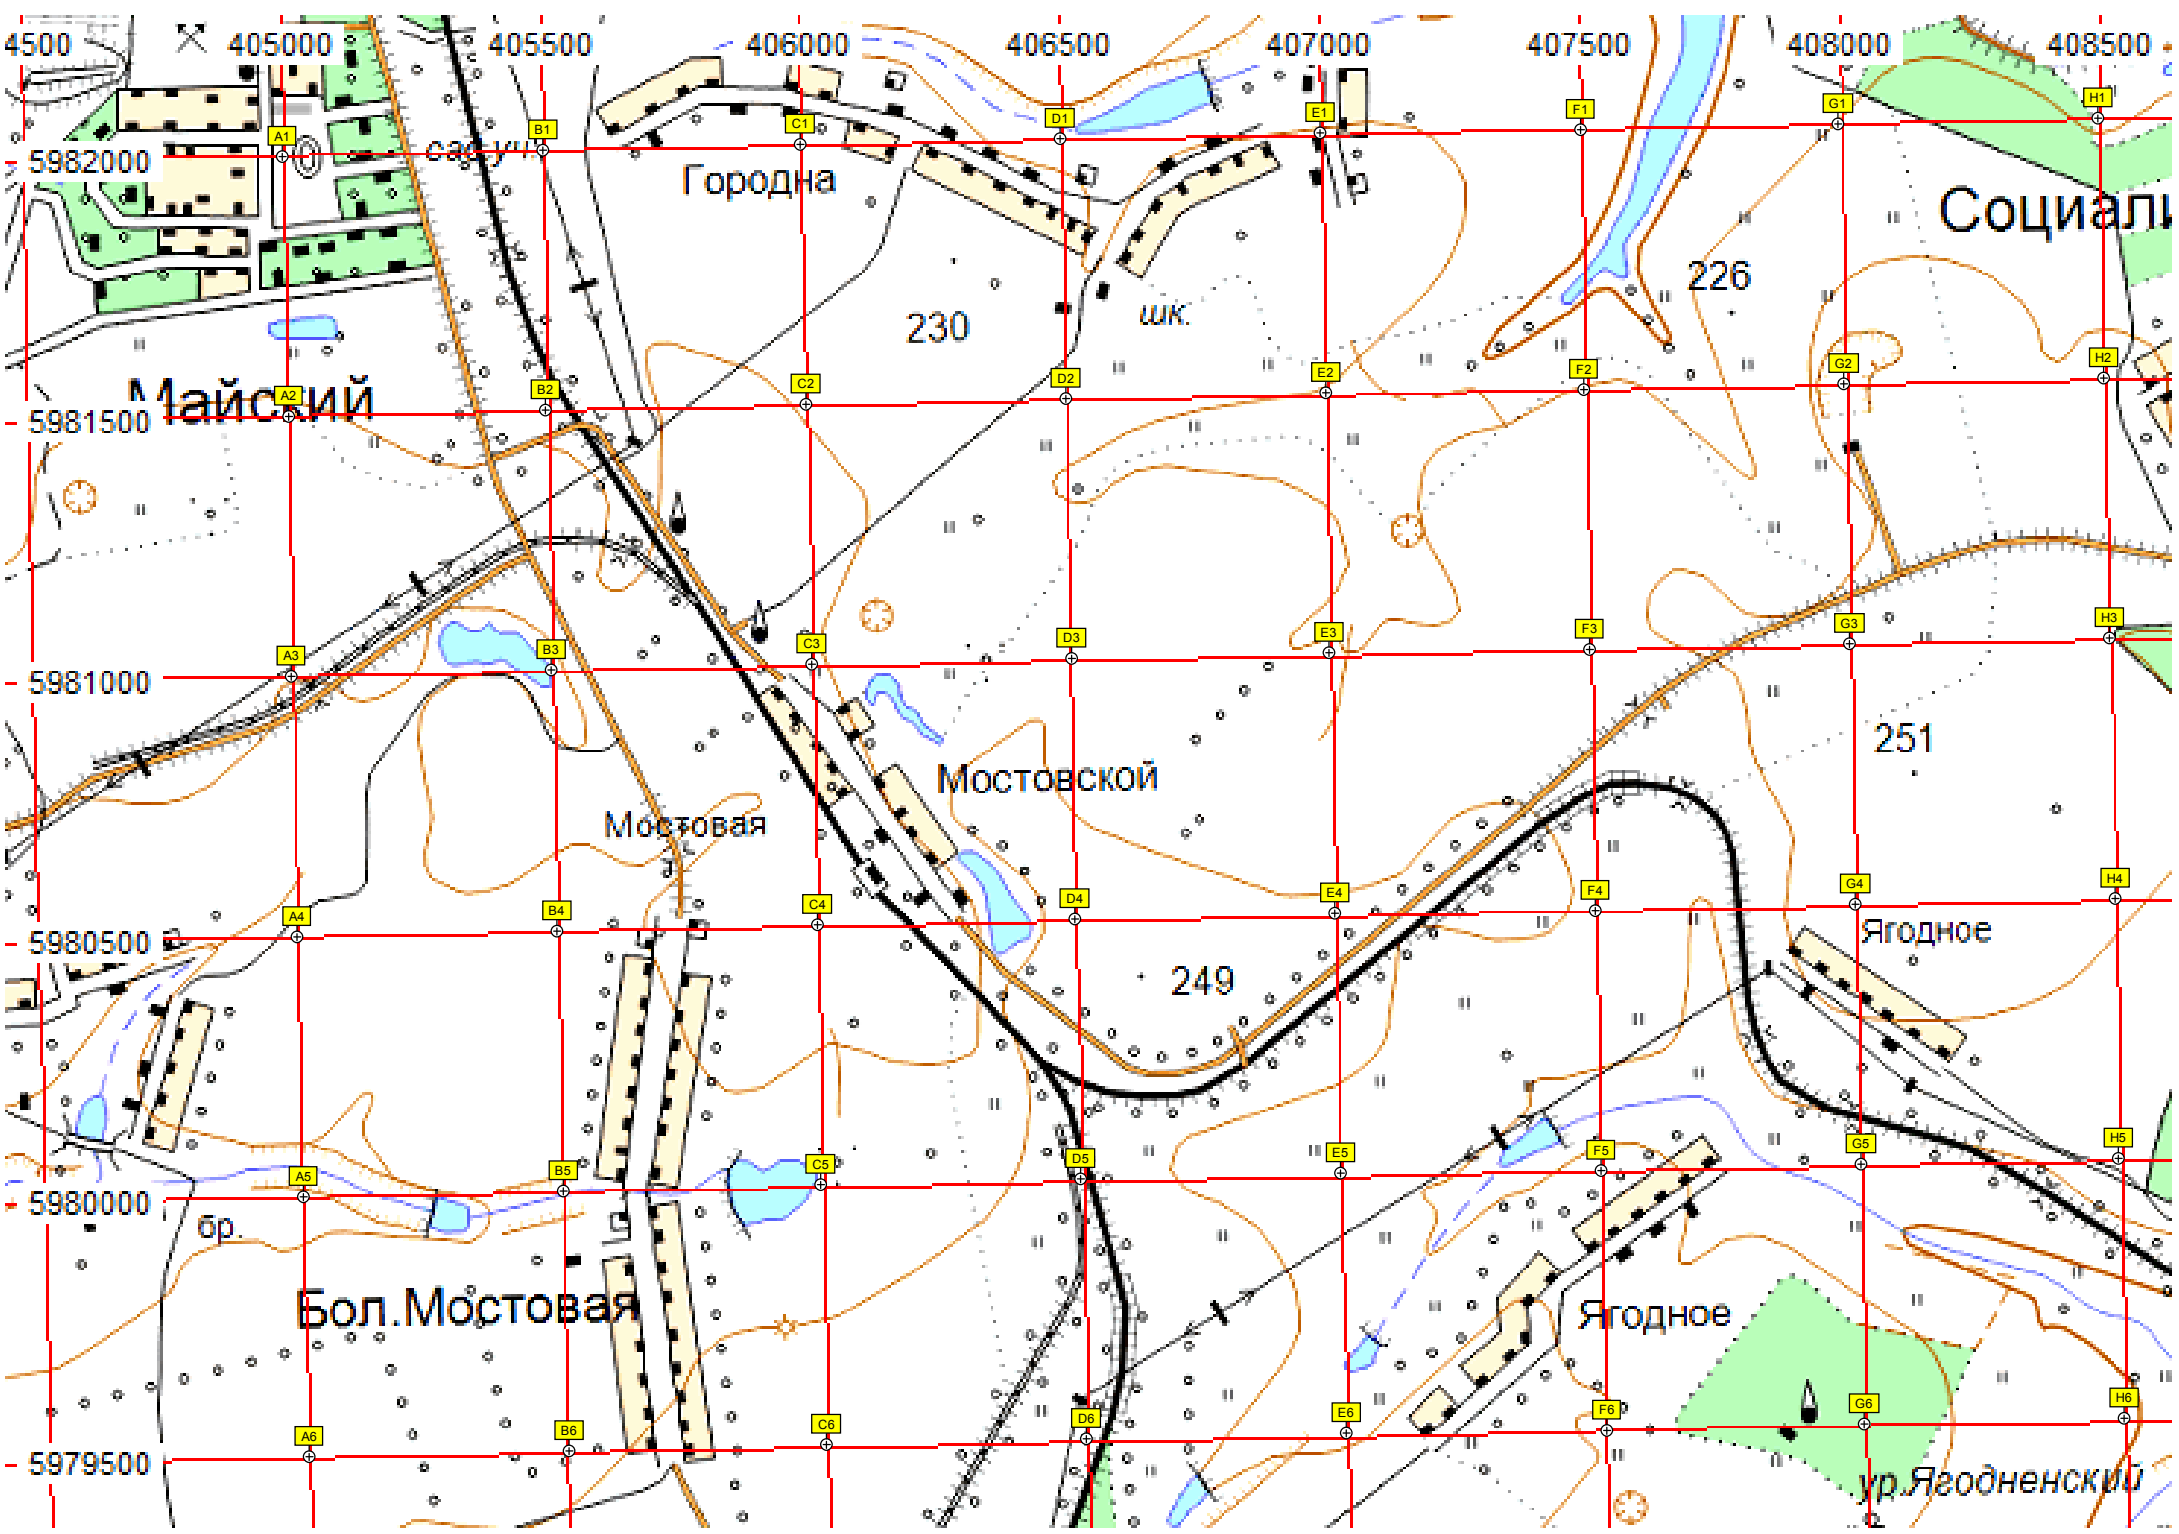 4500 405000 405500 406000 406500 407000 407500 408000 408500
A1 B1 C1 D1 E1 F1 G1 H1
5982000
сад.уч.
Городна
Социали
230
шк.
226
Майский
A2 B2 C2 D2 E2 F2 G2 H2
5981500
A3 B3 C3 D3 E3 F3 G3 H3
5981000
251
Мостовской
Мостовая
A4 B4 C4 D4 E4 F4 G4 H4
5980500
Ягодное
249
A5 B5 C5 D5 E5 F5 G5 H5
5980000
бр.
Бол.Мостовая
Ягодное
A6 B6 C6 D6 E6 F6 G6 H6
5979500
ур.Ягодненский